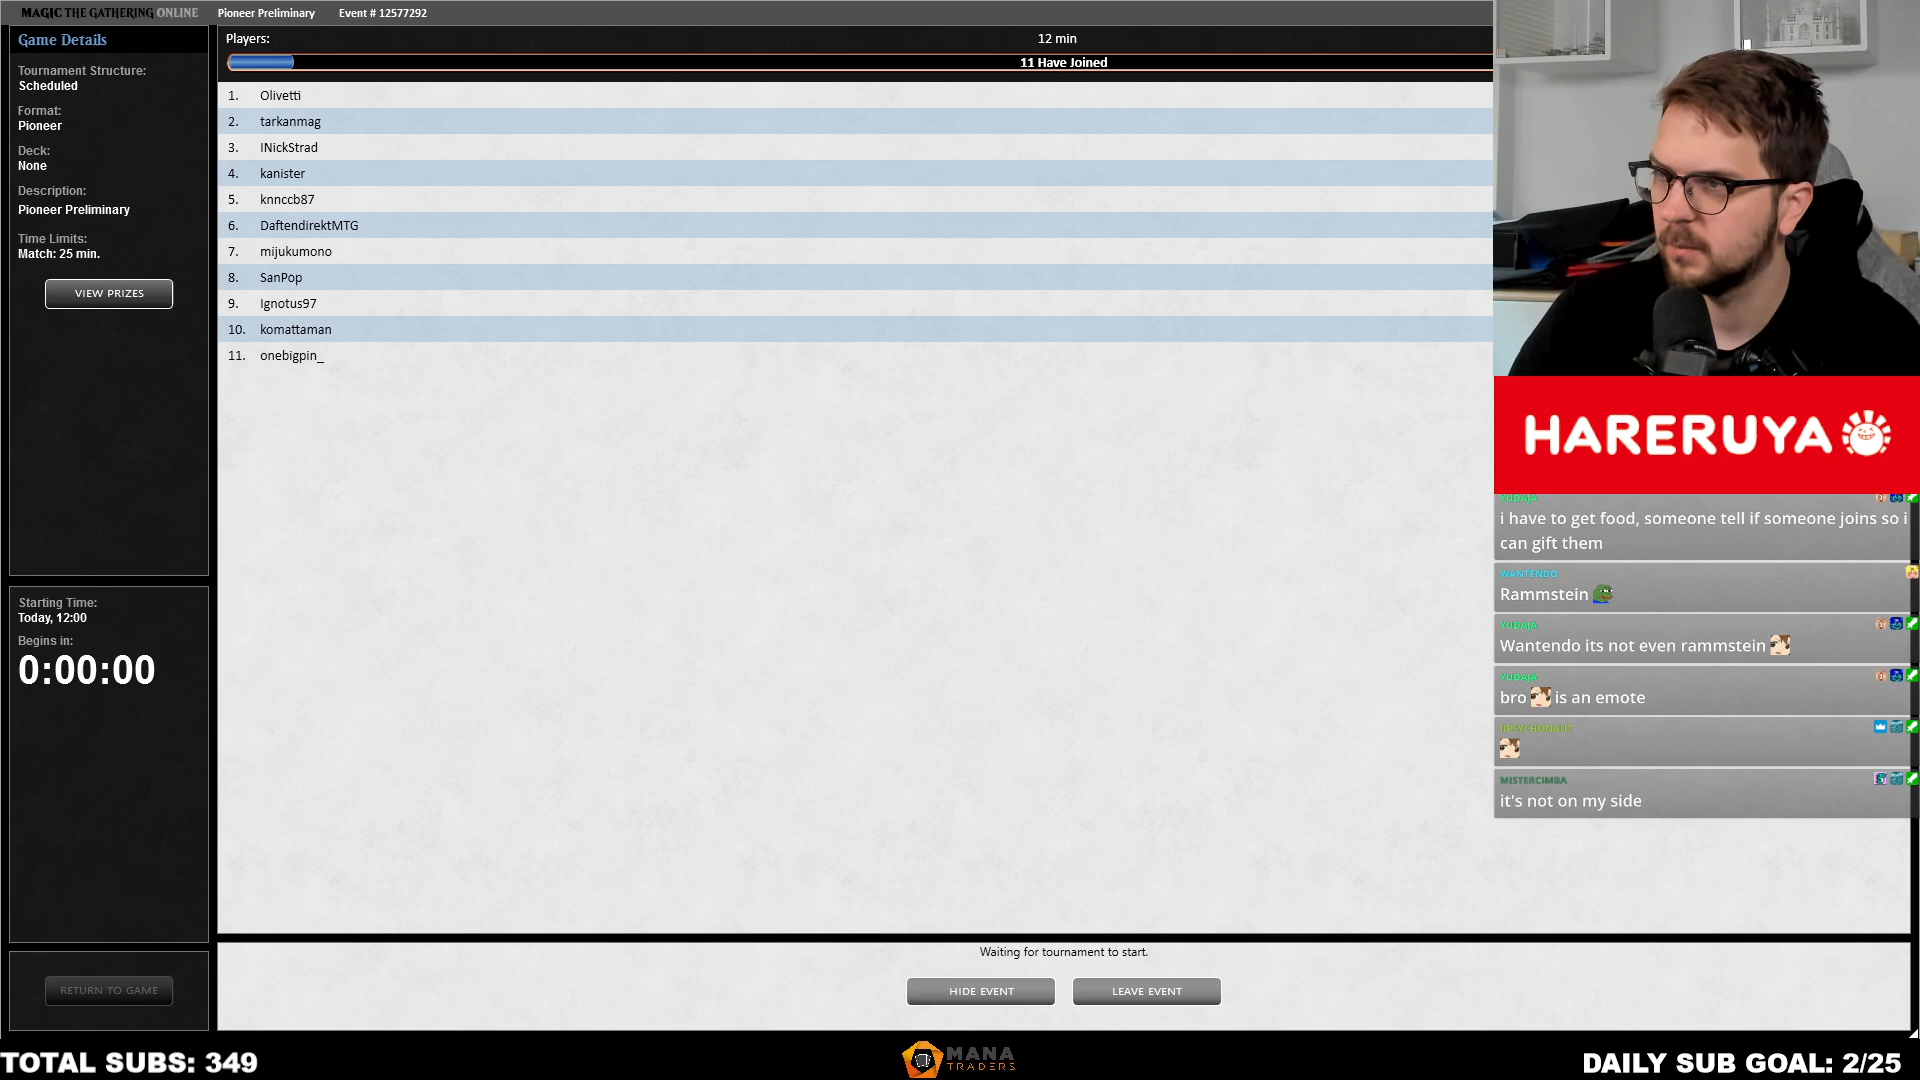 MAGIC THE GATHERING ONLINE
Pioneer Preliminary
Event # 12577292
Game Details
Tournament Structure:
Scheduled
Format:
Pioneer
Deck:
None
Description:
Pioneer Preliminary
Time Limits:
Match: 25 min.
VIEW PRIZES
Starting Time:
Today, 12:00
Begins in:
0:00:00
RETURN TO GAME
Players:
12 min
11 Have Joined
1. Olivetti
2. tarkanmag
3. INickStrad
4. kanister
5. knnccb87
6. DaftendirektMTG
7. mijukumono
8. SanPop
9. Ignotus97
10. komattaman
11. onebigpin_
Waiting for tournament to start.
HIDE EVENT
LEAVE EVENT
HARERUYA
YUDAJA
i have to get food, someone tell if someone joins so i
can gift them
WANTENDO
Rammstein
YUDAJA
Wantendo its not even rammstein
YUDAJA
bro is an emote
MISTERCIMBA
it's not on my side
TOTAL SUBS: 349
MANA
TRADERS
DAILY SUB GOAL: 2/25